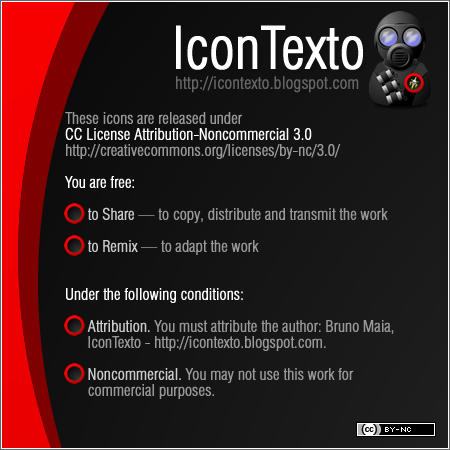 IconTexto
http://icontexto.blogspot.com
These icons are released under
CC License Attribution-Noncommercial 3.0
http://creativecommons.org/licenses/by-nc/3.0/
You are free:
to Share — to copy, distribute and transmit the work
to Remix — to adapt the work
Under the following conditions:
Attribution. You must attribute the author: Bruno Maia,
IconTexto - http://icontexto.blogspot.com.
Noncommercial. You may not use this work for
commercial purposes.
cc BY-NC